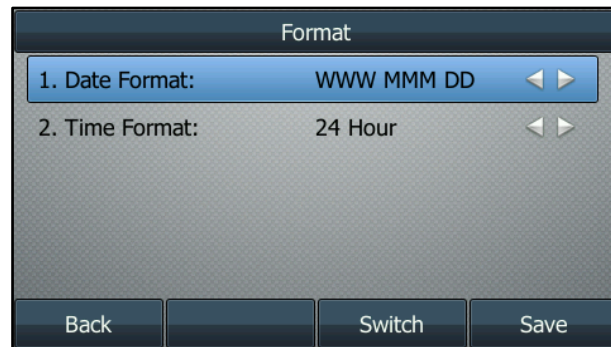 Format
1. Date Format: WWW MMM DD
2. Time Format: 24 Hour
Back Switch Save